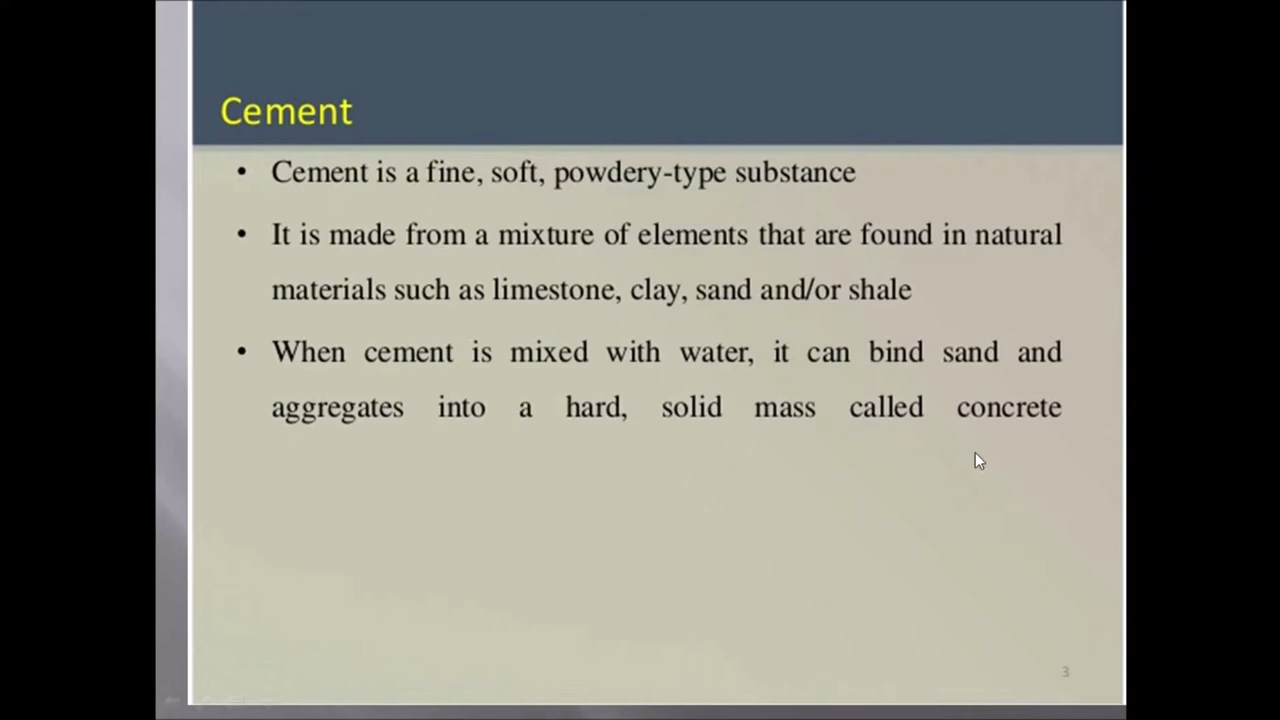 Cement
• Cement is a fine, soft, powdery-type substance
• It is made from a mixture of elements that are found in natural
materials such as limestone, clay, sand and/or shale
• When cement is mixed with water, it can bind sand and
aggregates into a hard, solid mass called concrete
3